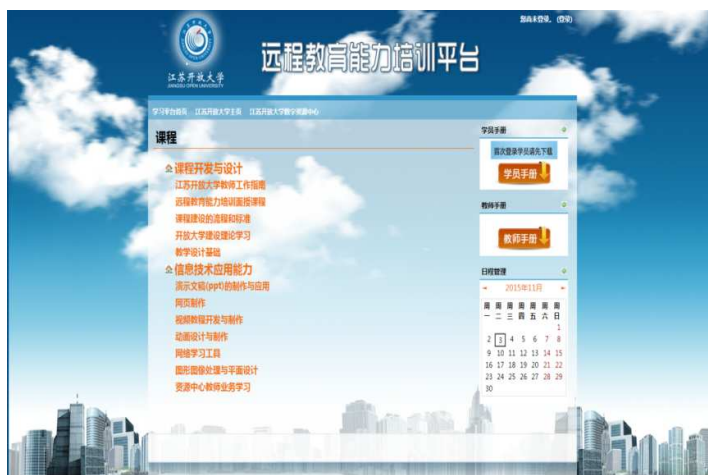 您尚未登录。 (登录)
江苏开放大学
JIANGSU OPEN UNIVERSITY
远程教育能力培训平台
学习平台首页 江苏开放大学主页 江苏开放大学数字资源中心
课程
课程开发与设计
江苏开放大学教师工作指南
远程教育能力培训面授课程
课程建设的流程和标准
开放大学建设理论学习
教学设计基础
信息技术应用能力
演示文稿(ppt)的制作与应用
网页制作
视频教程开发与制作
动画设计与制作
网络学习工具
图形图像处理与平面设计
资源中心教师业务学习
学员手册
首次登录学员请先下载
学员手册
教师手册
教师手册
日程管理
2015年11月
周一 周二 周三 周四 周五 周六 周日
1
2 3 4 5 6 7 8
9 10 11 12 13 14 15
16 17 18 19 20 21 22
23 24 25 26 27 28 29
30